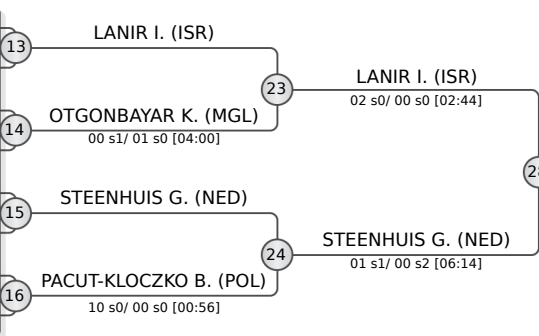 13
LANIR I. (ISR)
23
LANIR I. (ISR)
02 s0/ 00 s0 [02:44]
14
OTGONBAYAR K. (MGL)
00 s1/ 01 s0 [04:00]
15
STEENHUIS G. (NED)
24
STEENHUIS G. (NED)
01 s1/ 00 s2 [06:14]
16
PACUT-KLOCZKO B. (POL)
10 s0/ 00 s0 [00:56]